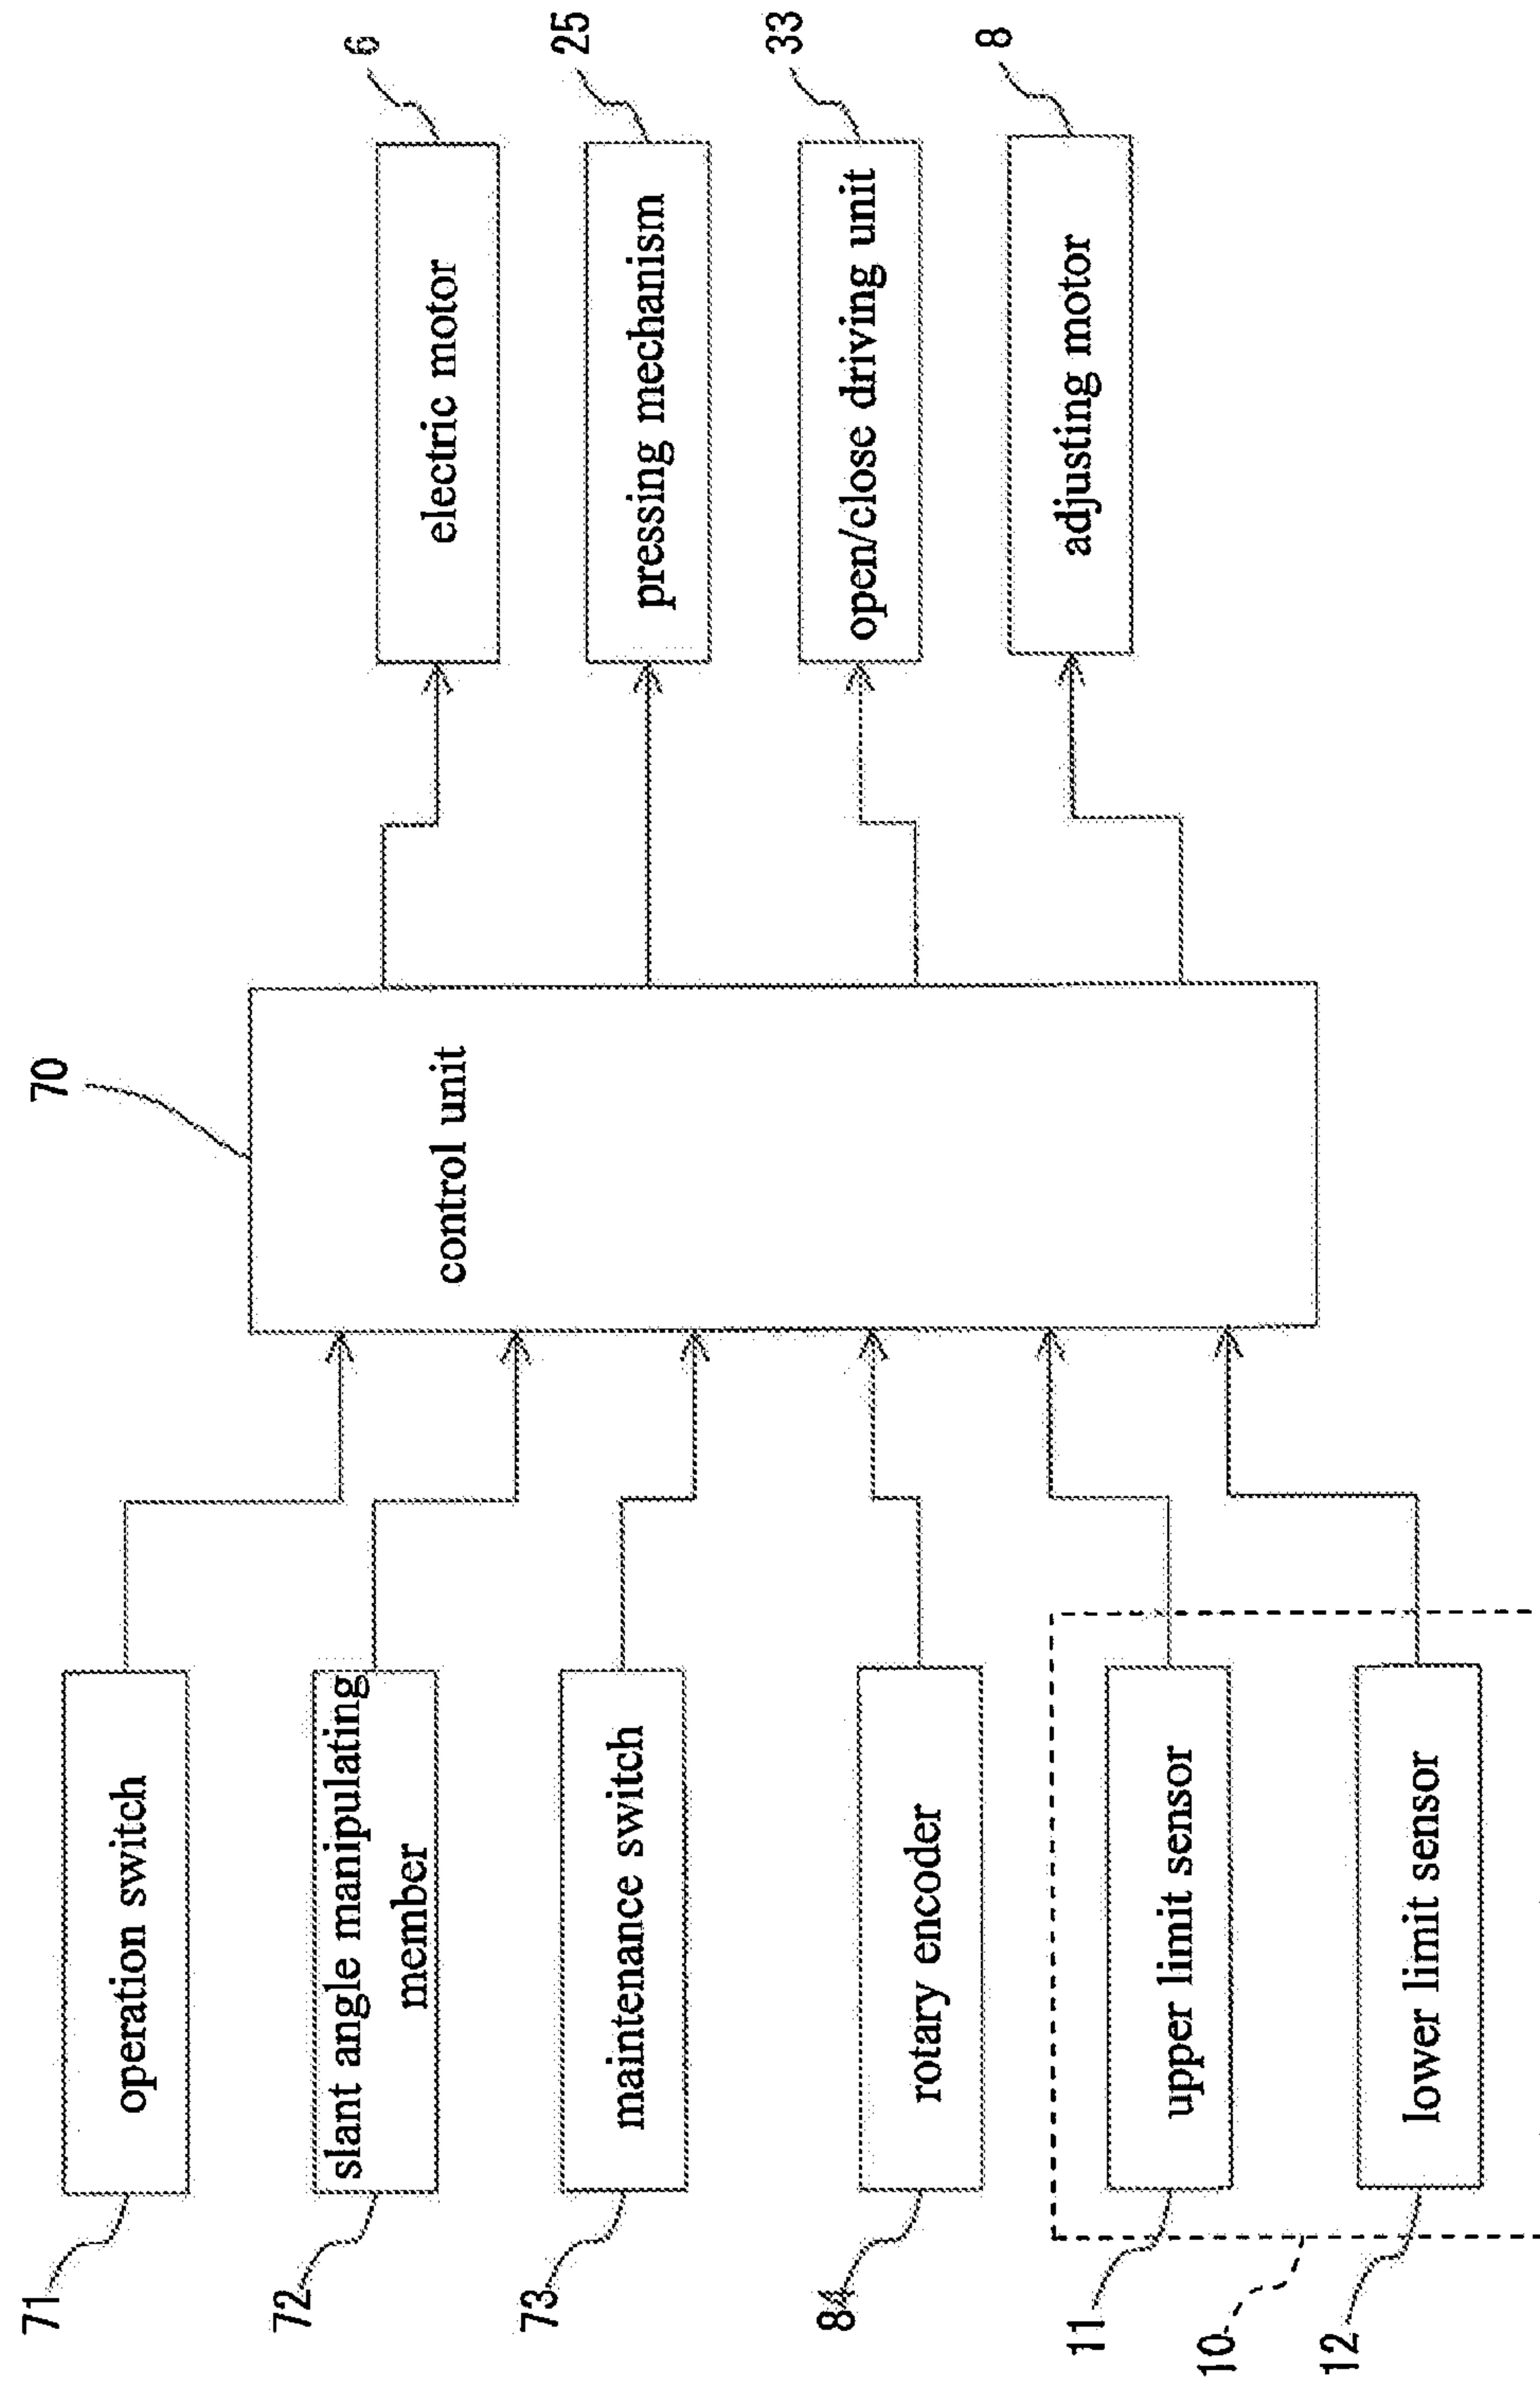 70
71
operation switch
72
slant angle manipulating
member
73
maintenance switch
84
rotary encoder
11
upper limit sensor
10
12
lower limit sensor
control unit
electric motor
6
pressing mechanism
25
open/close driving unit
33
adjusting motor
8